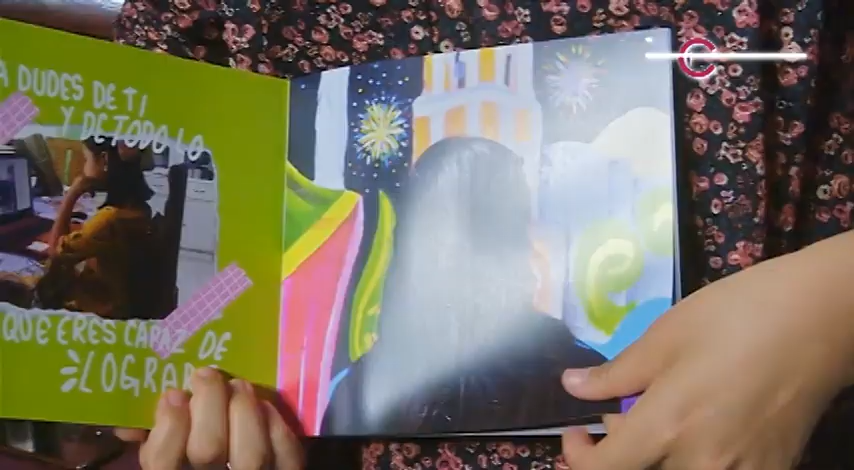 A DUDES DE TI
Y DE TODO LO
QUE ERES CAPAZ DE
LOGRAR